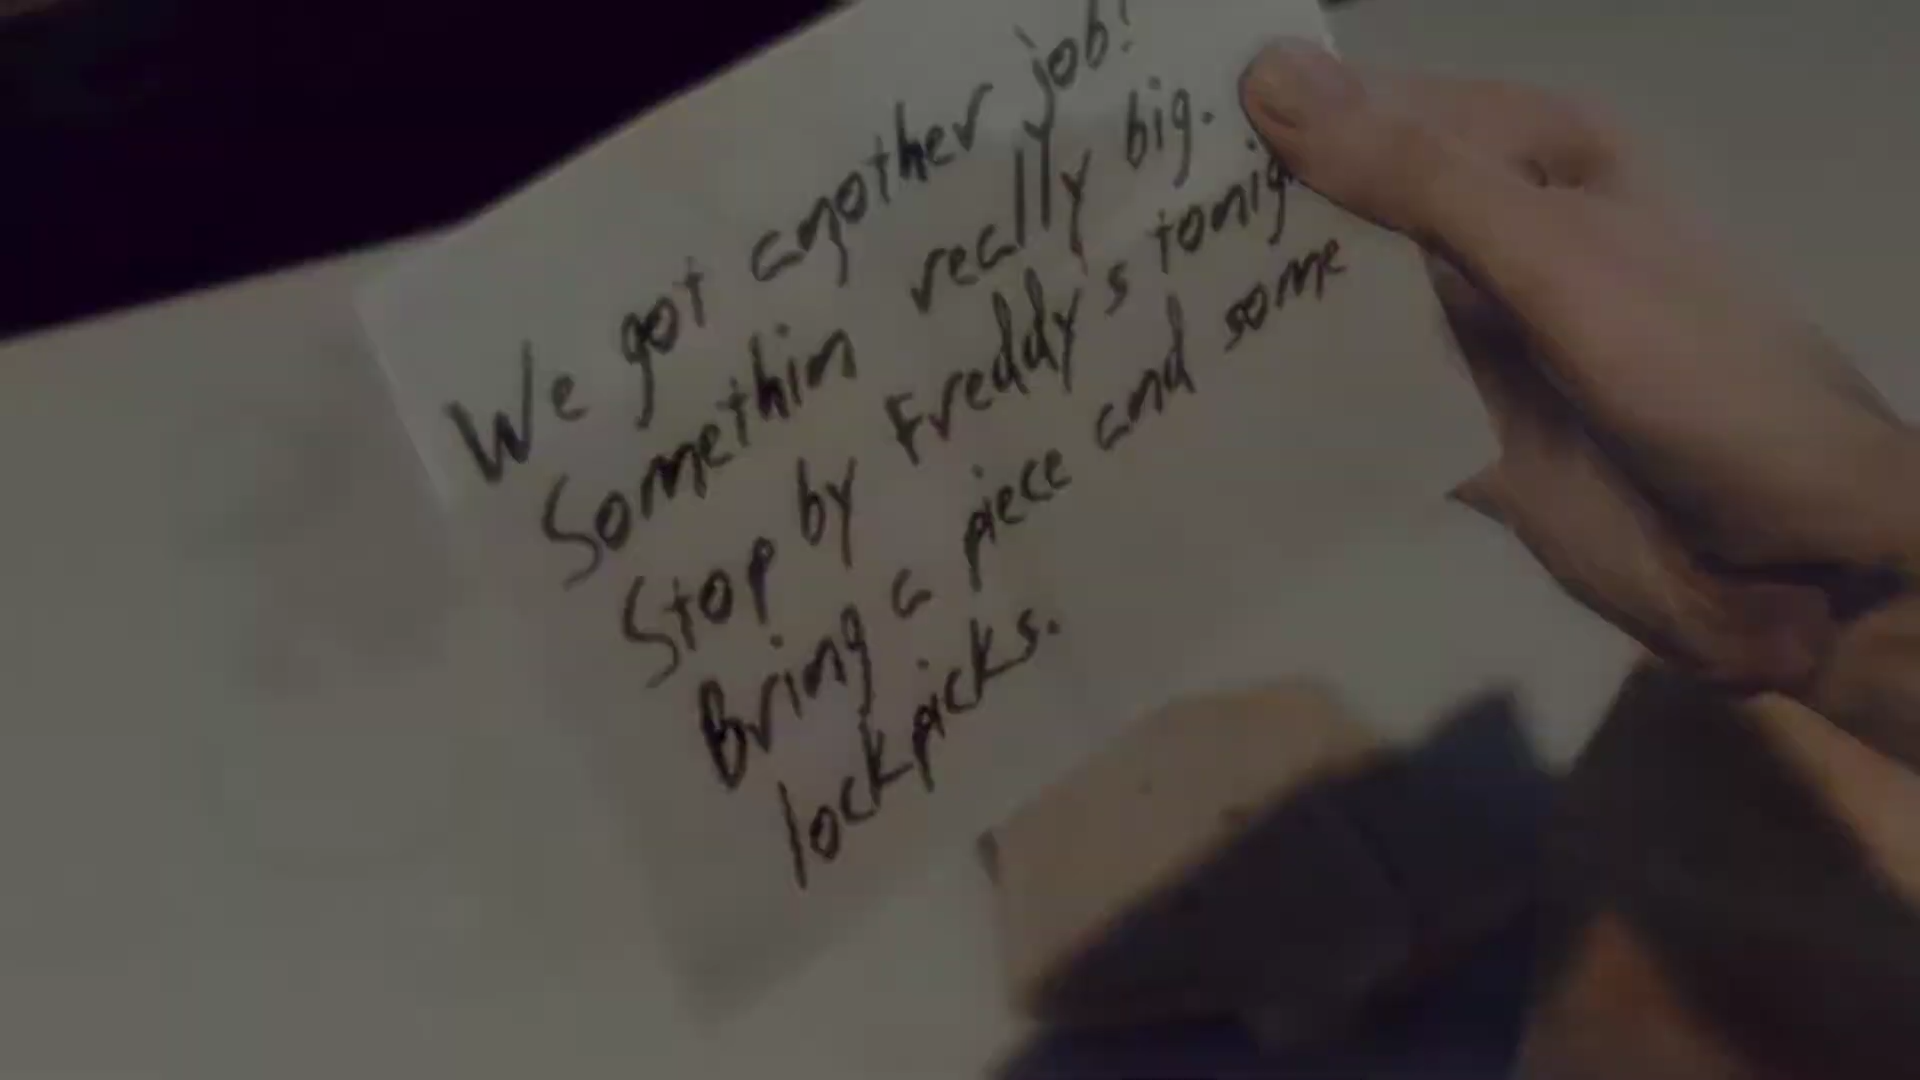 We got another job!
Somethin really big.
Stop by Freddy's
Bring a piece and some
lockpicks.